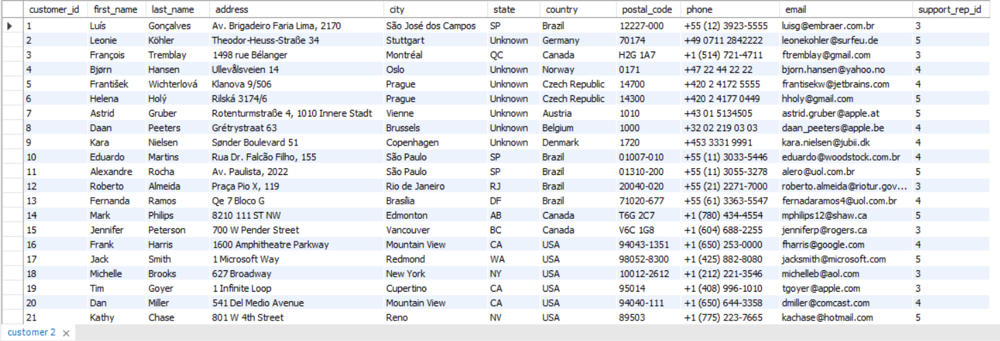 customer_id first_name last_name address city state country postal_code phone email support_rep_id
1 Luís Gonçalves Av. Brigadeiro Faria Lima, 2170 São José dos Campos SP Brazil 12227-000 +55 (12) 3923-5555 luisg@embraer.com.br 3
2 Leonie Köhler Theodor-Heuss-Straße 34 Stuttgart Unknown Germany 70174 +49 0711 2842222 leonekohler@surfeu.de 5
3 François Tremblay 1498 rue Bélanger Montréal QC Canada H2G 1A7 +1 (514) 721-4711 ftremblay@gmail.com 3
4 Bjørn Hansen Ullevålsveien 14 Oslo Unknown Norway 0171 +47 22 44 22 22 bjorn.hansen@yahoo.no 4
5 František Wichterlová Klanova 9/506 Prague Unknown Czech Republic 14700 +420 2 4172 5555 frantisekw@jetbrains.com 4
6 Helena Holý Rilská 3174/6 Prague Unknown Czech Republic 14300 +420 2 4177 0449 hholy@gmail.com 5
7 Astrid Gruber Rotenturmstraße 4, 1010 Innere Stadt Vienne Unknown Austria 1010 +43 01 5134505 astrid.gruber@apple.at 5
8 Daan Peeters Grétrystraat 63 Brussels Unknown Belgium 1000 +32 02 219 03 03 daan_peeters@apple.be 4
9 Kara Nielsen Sønder Boulevard 51 Copenhagen Unknown Denmark 1720 +453 3331 9991 kara.nielsen@jubii.dk 4
10 Eduardo Martins Rua Dr. Falcão Filho, 155 São Paulo SP Brazil 01007-010 +55 (11) 3033-5446 eduardo@woodstock.com.br 4
11 Alexandre Rocha Av. Paulista, 2022 São Paulo SP Brazil 01310-200 +55 (11) 3055-3278 alero@uol.com.br 5
12 Roberto Almeida Praça Pio X, 119 Rio de Janeiro RJ Brazil 20040-020 +55 (21) 2271-7000 roberto.almeida@riotur.gov... 3
13 Fernanda Ramos Qe 7 Bloco G Brasília DF Brazil 71020-677 +55 (61) 3363-5547 fernadaramos4@uol.com.br 4
14 Mark Philips 8210 111 ST NW Edmonton AB Canada T6G 2C7 +1 (780) 434-4554 mphilips12@shaw.ca 5
15 Jennifer Peterson 700 W Pender Street Vancouver BC Canada V6C 1G8 +1 (604) 688-2255 jenniferp@rogers.ca 3
16 Frank Harris 1600 Amphitheatre Parkway Mountain View CA USA 94043-1351 +1 (650) 253-0000 fharris@google.com 4
17 Jack Smith 1 Microsoft Way Redmond WA USA 98052-8300 +1 (425) 882-8080 jacksmith@microsoft.com 5
18 Michelle Brooks 627 Broadway New York NY USA 10012-2612 +1 (212) 221-3546 michelleb@aol.com 3
19 Tim Goyer 1 Infinite Loop Cupertino CA USA 95014 +1 (408) 996-1010 tgoyer@apple.com 3
20 Dan Miller 541 Del Medio Avenue Mountain View CA USA 94040-111 +1 (650) 644-3358 dmiller@comcast.com 4
21 Kathy Chase 801 W 4th Street Reno NV USA 89503 +1 (775) 223-7665 kachase@hotmail.com 5
customer 2